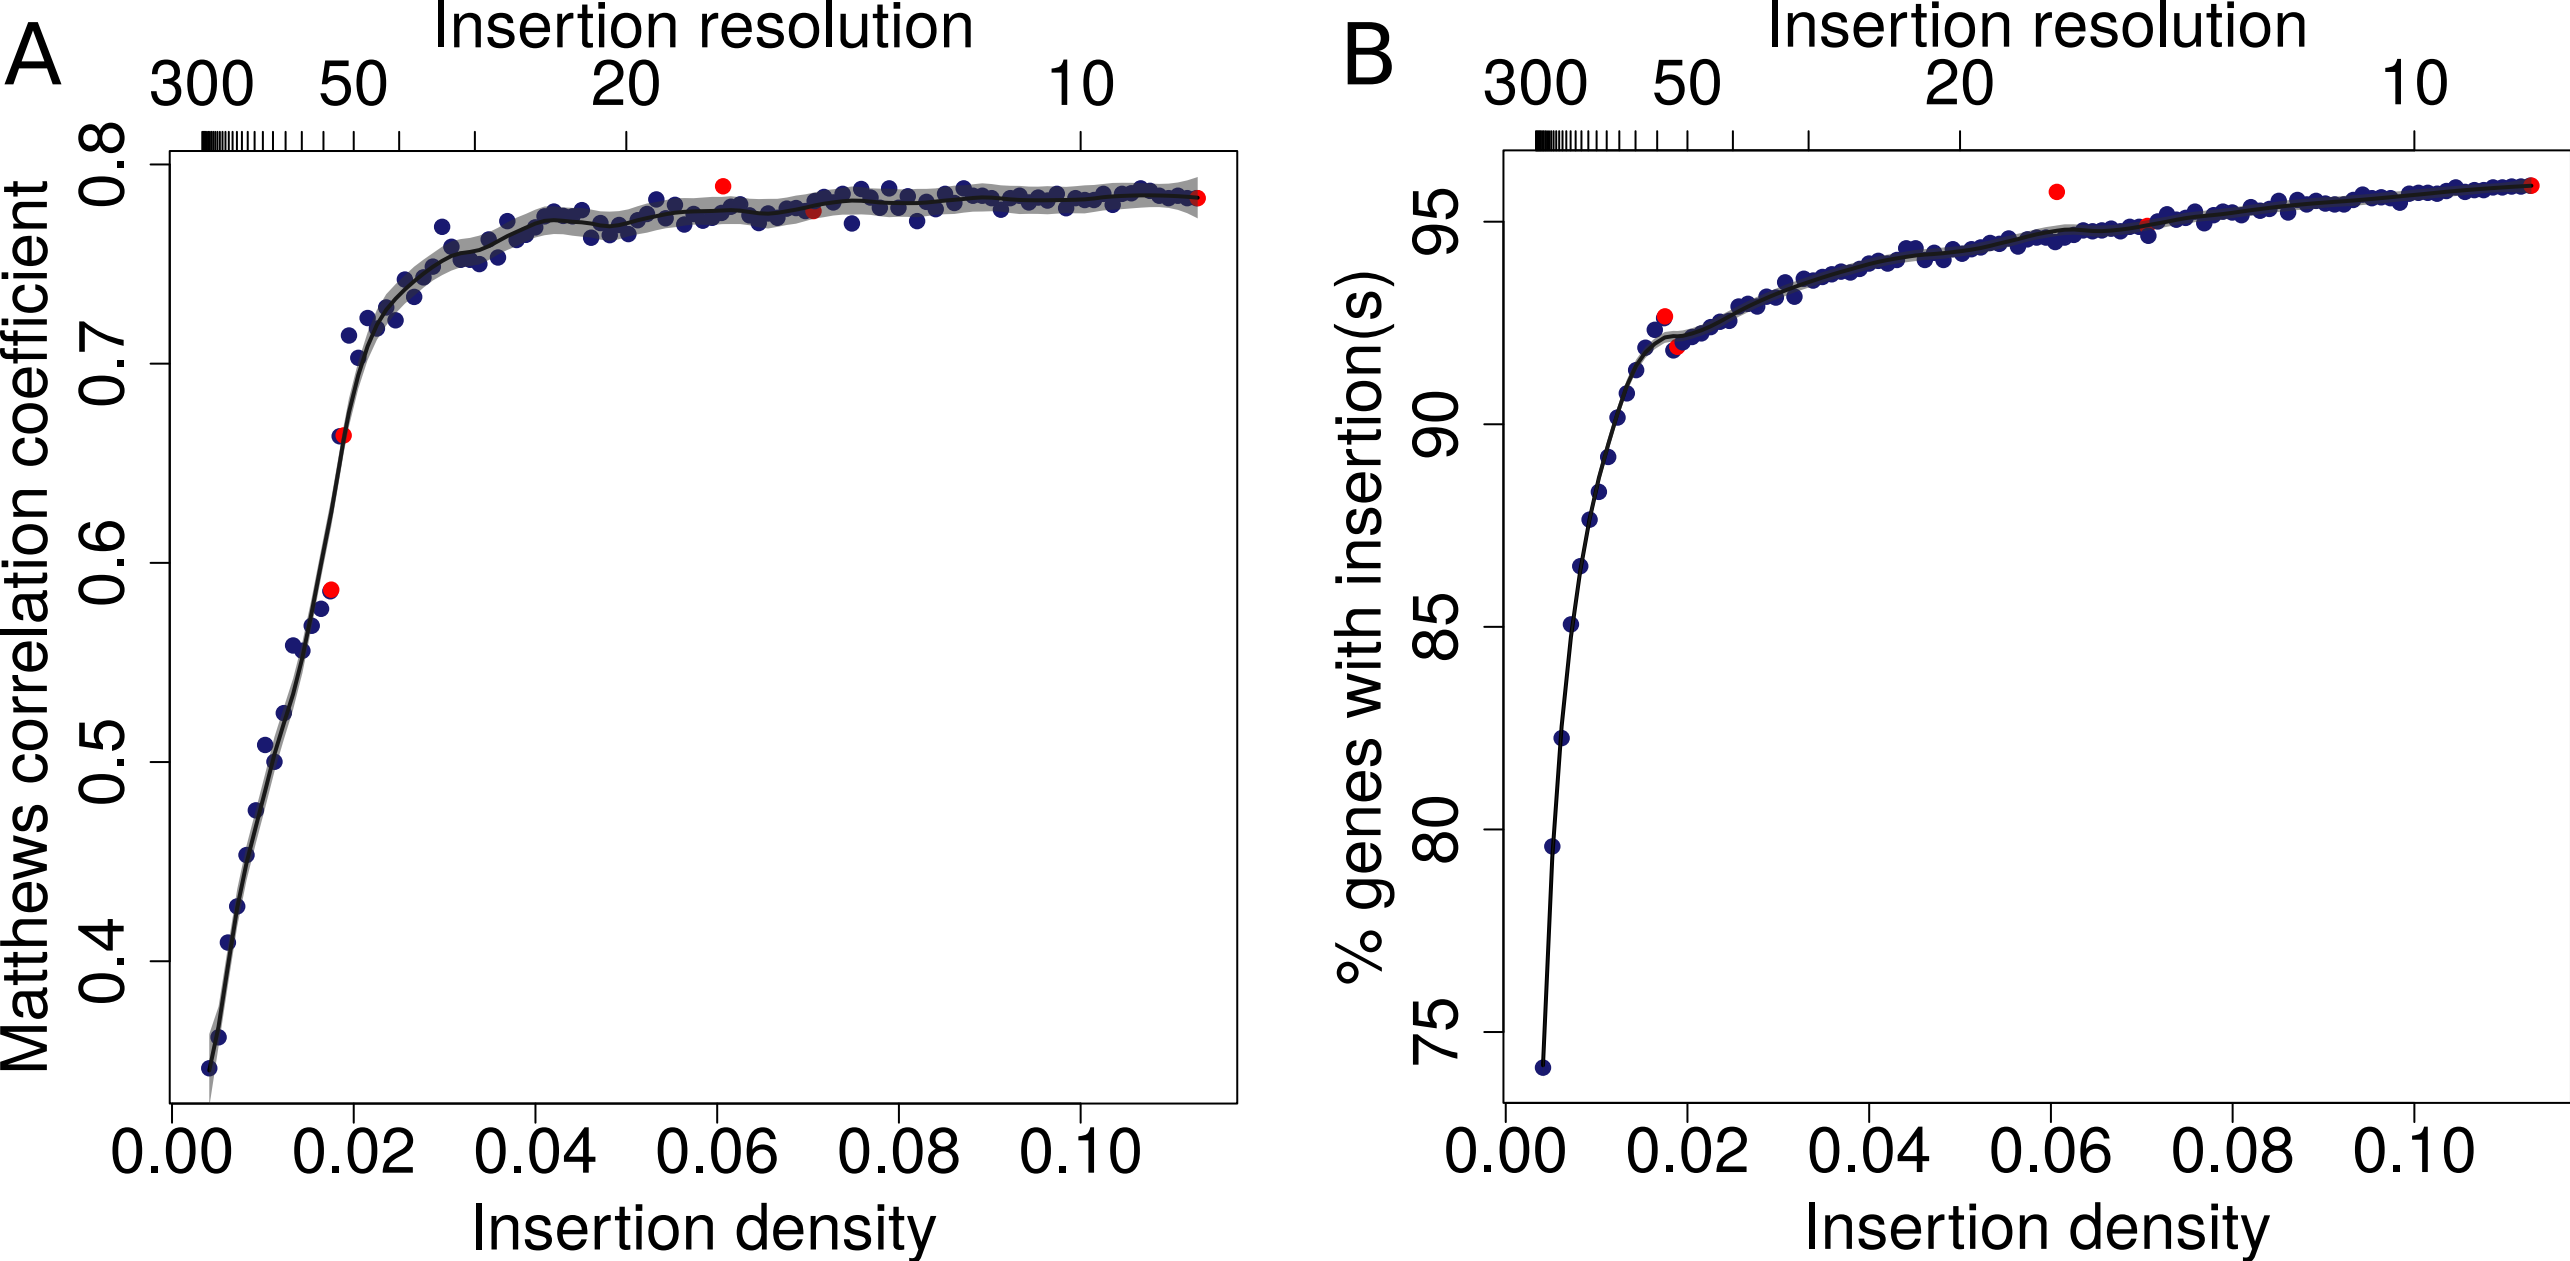 A
Insertion resolution
300 50 20 10
Matthews correlation coefficient
0.8
0.7
0.6
0.5
0.4
0.00 0.02 0.04 0.06 0.08 0.10
Insertion density
B
Insertion resolution
300 50 20 10
% genes with insertion(s)
95
90
85
80
75
0.00 0.02 0.04 0.06 0.08 0.10
Insertion density